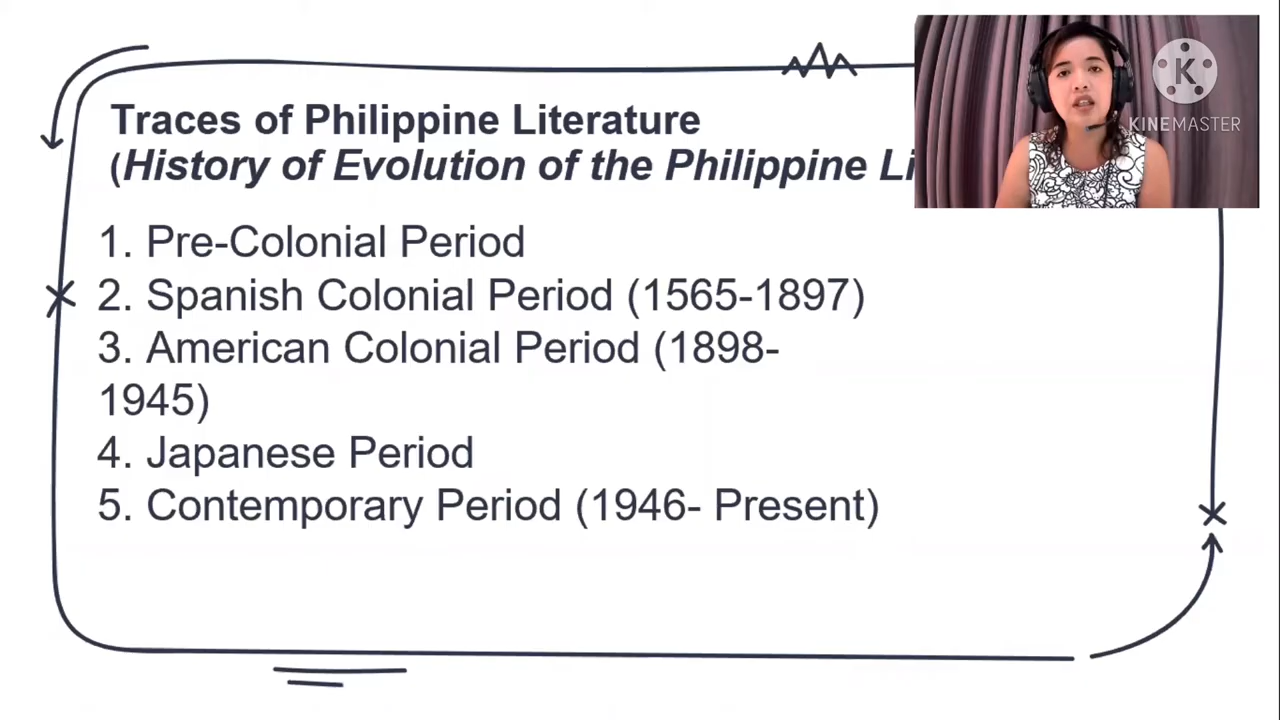 Traces of Philippine Literature
(History of Evolution of the Philippine Li
1. Pre-Colonial Period
2. Spanish Colonial Period (1565-1897)
3. American Colonial Period (1898-
1945)
4. Japanese Period
5. Contemporary Period (1946- Present)
K
KINEMASTER